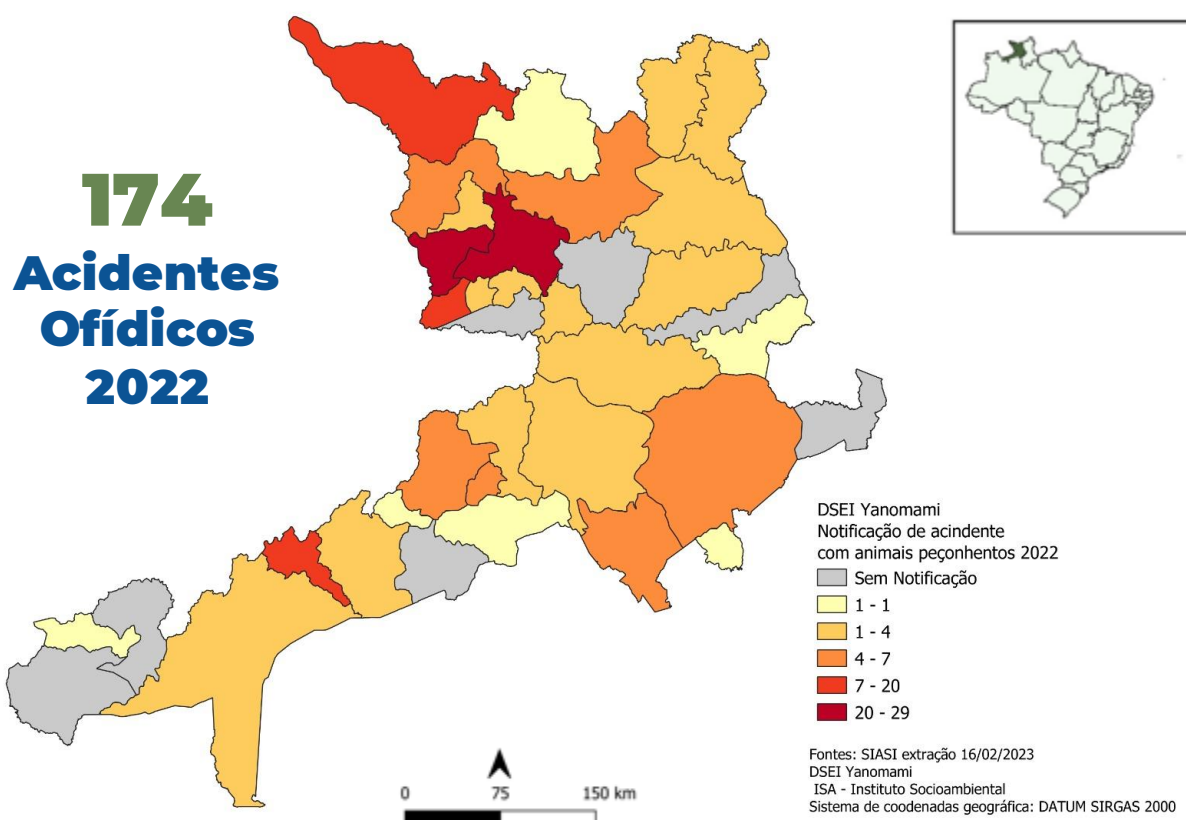 174
Acidentes
Ofídicos
2022
DSEI Yanomami
Notificação de acindente
com animais peçonhentos 2022
Sem Notificação
1 - 1
1 - 4
4 - 7
7 - 20
20 - 29
0 75 150 km
Fontes: SIASI extração 16/02/2023
DSEI Yanomami
ISA - Instituto Socioambiental
Sistema de coodenadas geográfica: DATUM SIRGAS 2000